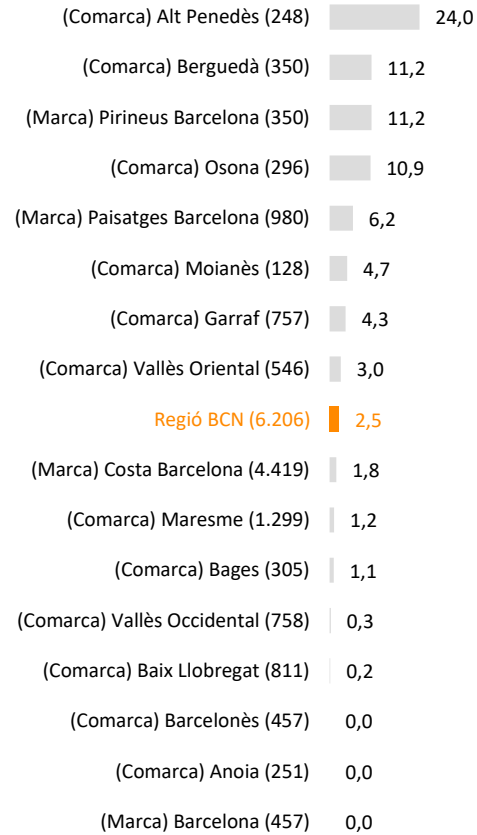 (Comarca) Alt Penedès (248) 24,0
(Comarca) Berguedà (350) 11,2
(Marca) Pirineus Barcelona (350) 11,2
(Comarca) Osona (296) 10,9
(Marca) Paisatges Barcelona (980) 6,2
(Comarca) Moianès (128) 4,7
(Comarca) Garraf (757) 4,3
(Comarca) Vallès Oriental (546) 3,0
Regió BCN (6.206) 2,5
(Marca) Costa Barcelona (4.419) 1,8
(Comarca) Maresme (1.299) 1,2
(Comarca) Bages (305) 1,1
(Comarca) Vallès Occidental (758) 0,3
(Comarca) Baix Llobregat (811) 0,2
(Comarca) Barcelonès (457) 0,0
(Comarca) Anoia (251) 0,0
(Marca) Barcelona (457) 0,0